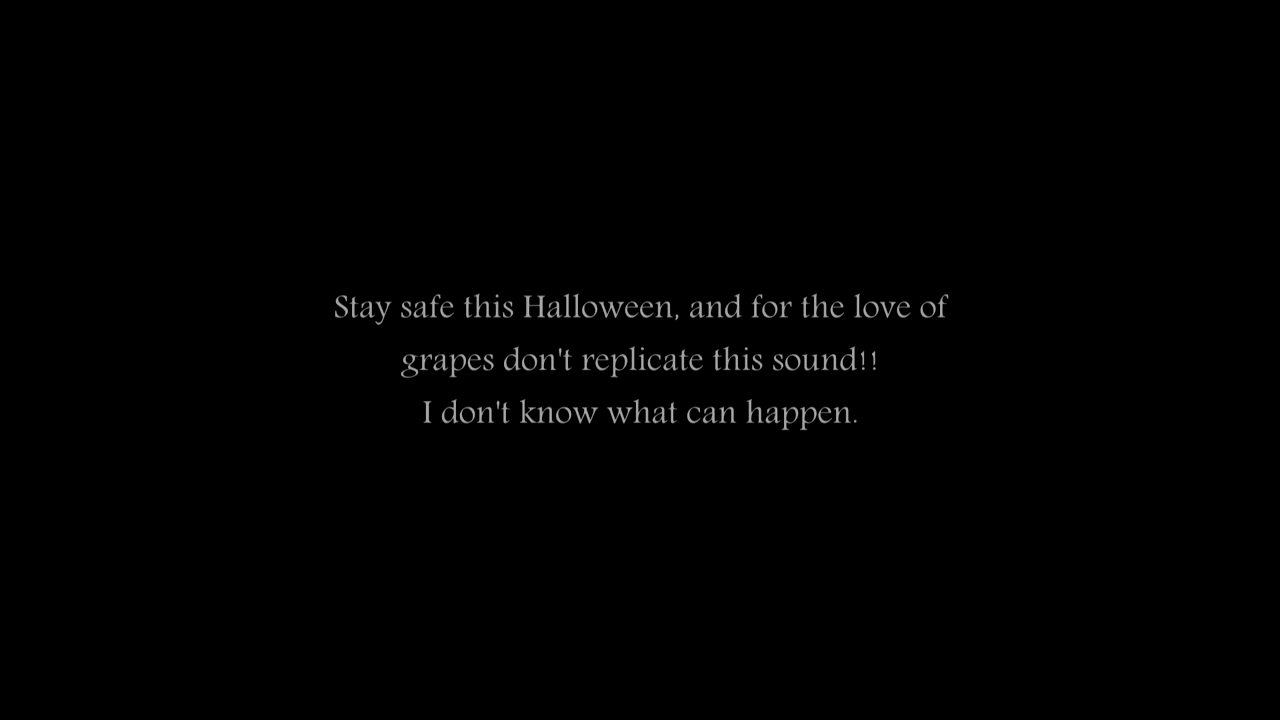 Stay safe this Halloween, and for the love of
grapes don't replicate this sound!!
I don't know what can happen.